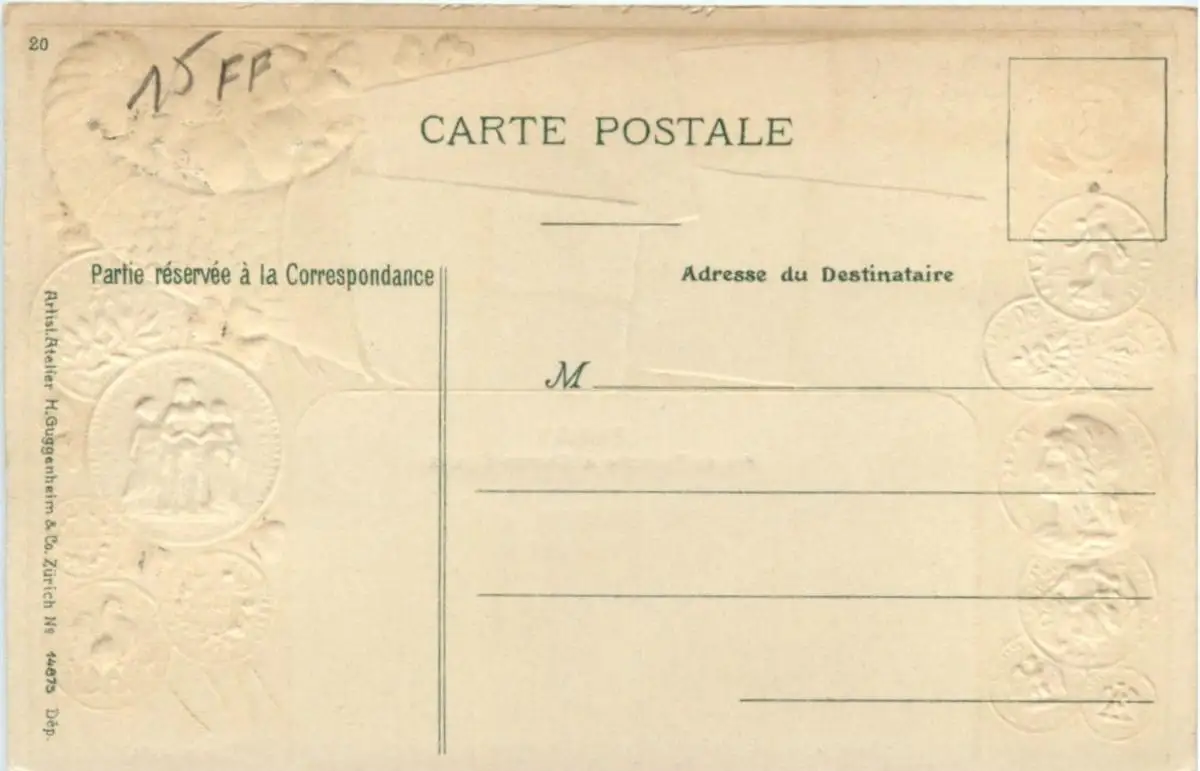 20
15 FF
CARTE POSTALE
Partie réservée à la Correspondance
Adresse du Destinataire
M
Artist.Atelier H.Guggenheim & Co. Zürich No 14875 Dép.